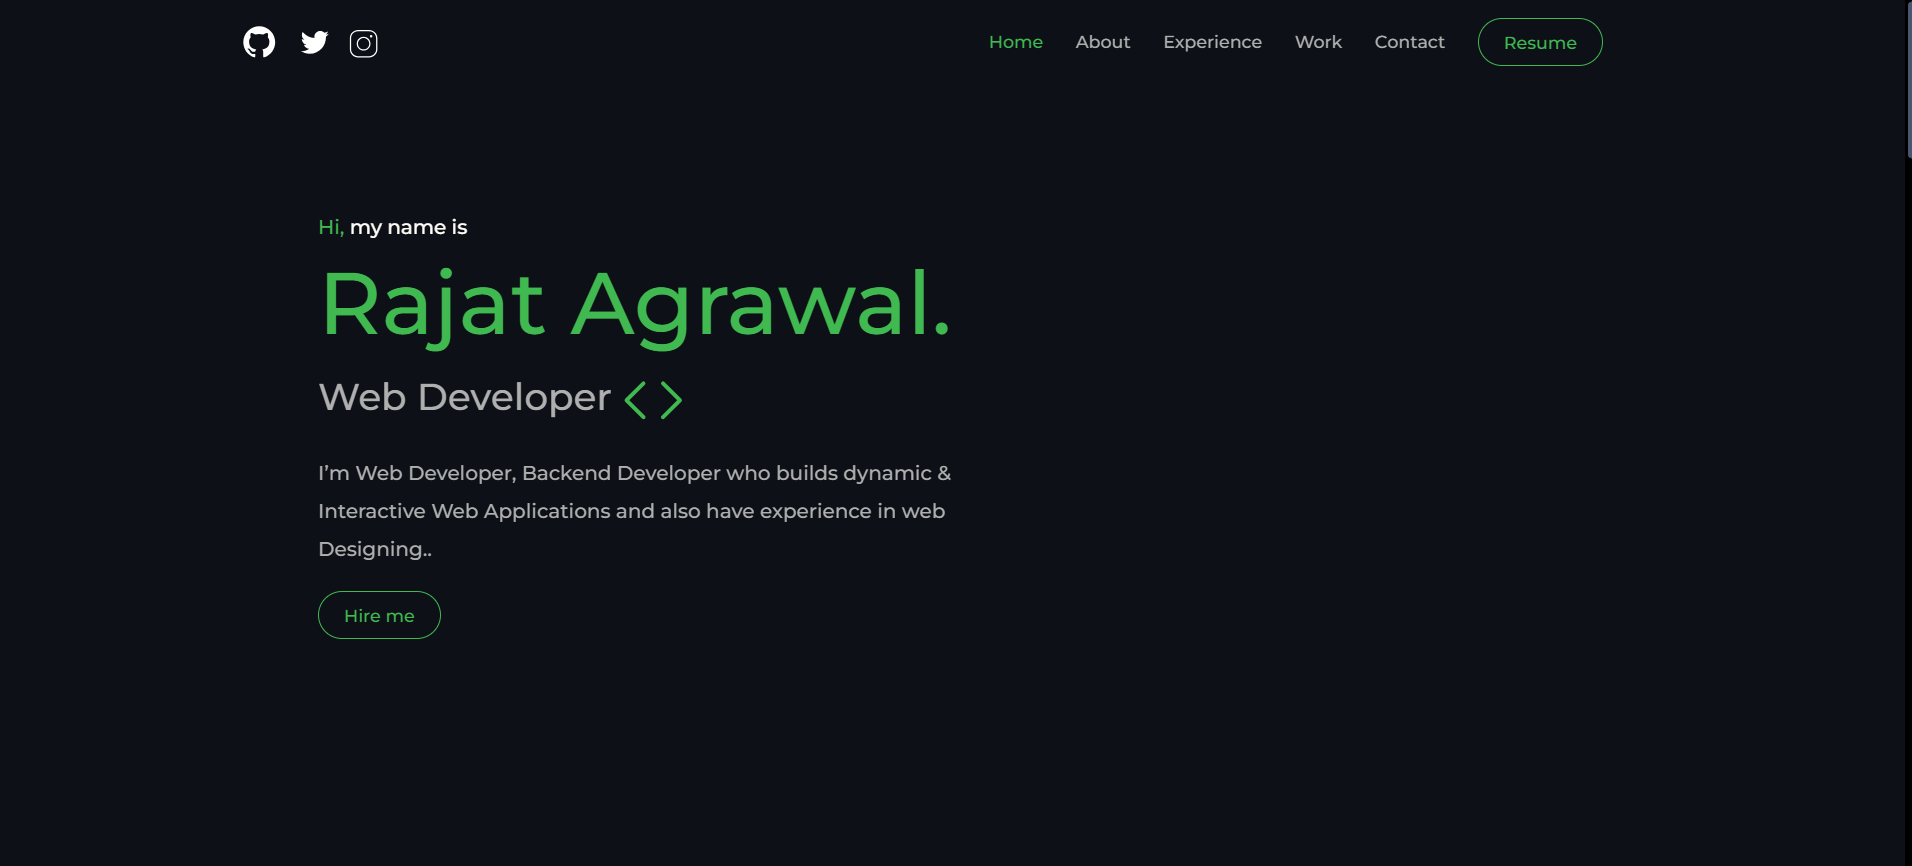 Home About Experience Work Contact Resume
Hi, my name is
Rajat Agrawal.
Web Developer < >
I’m Web Developer, Backend Developer who builds dynamic &
Interactive Web Applications and also have experience in web
Designing..
Hire me